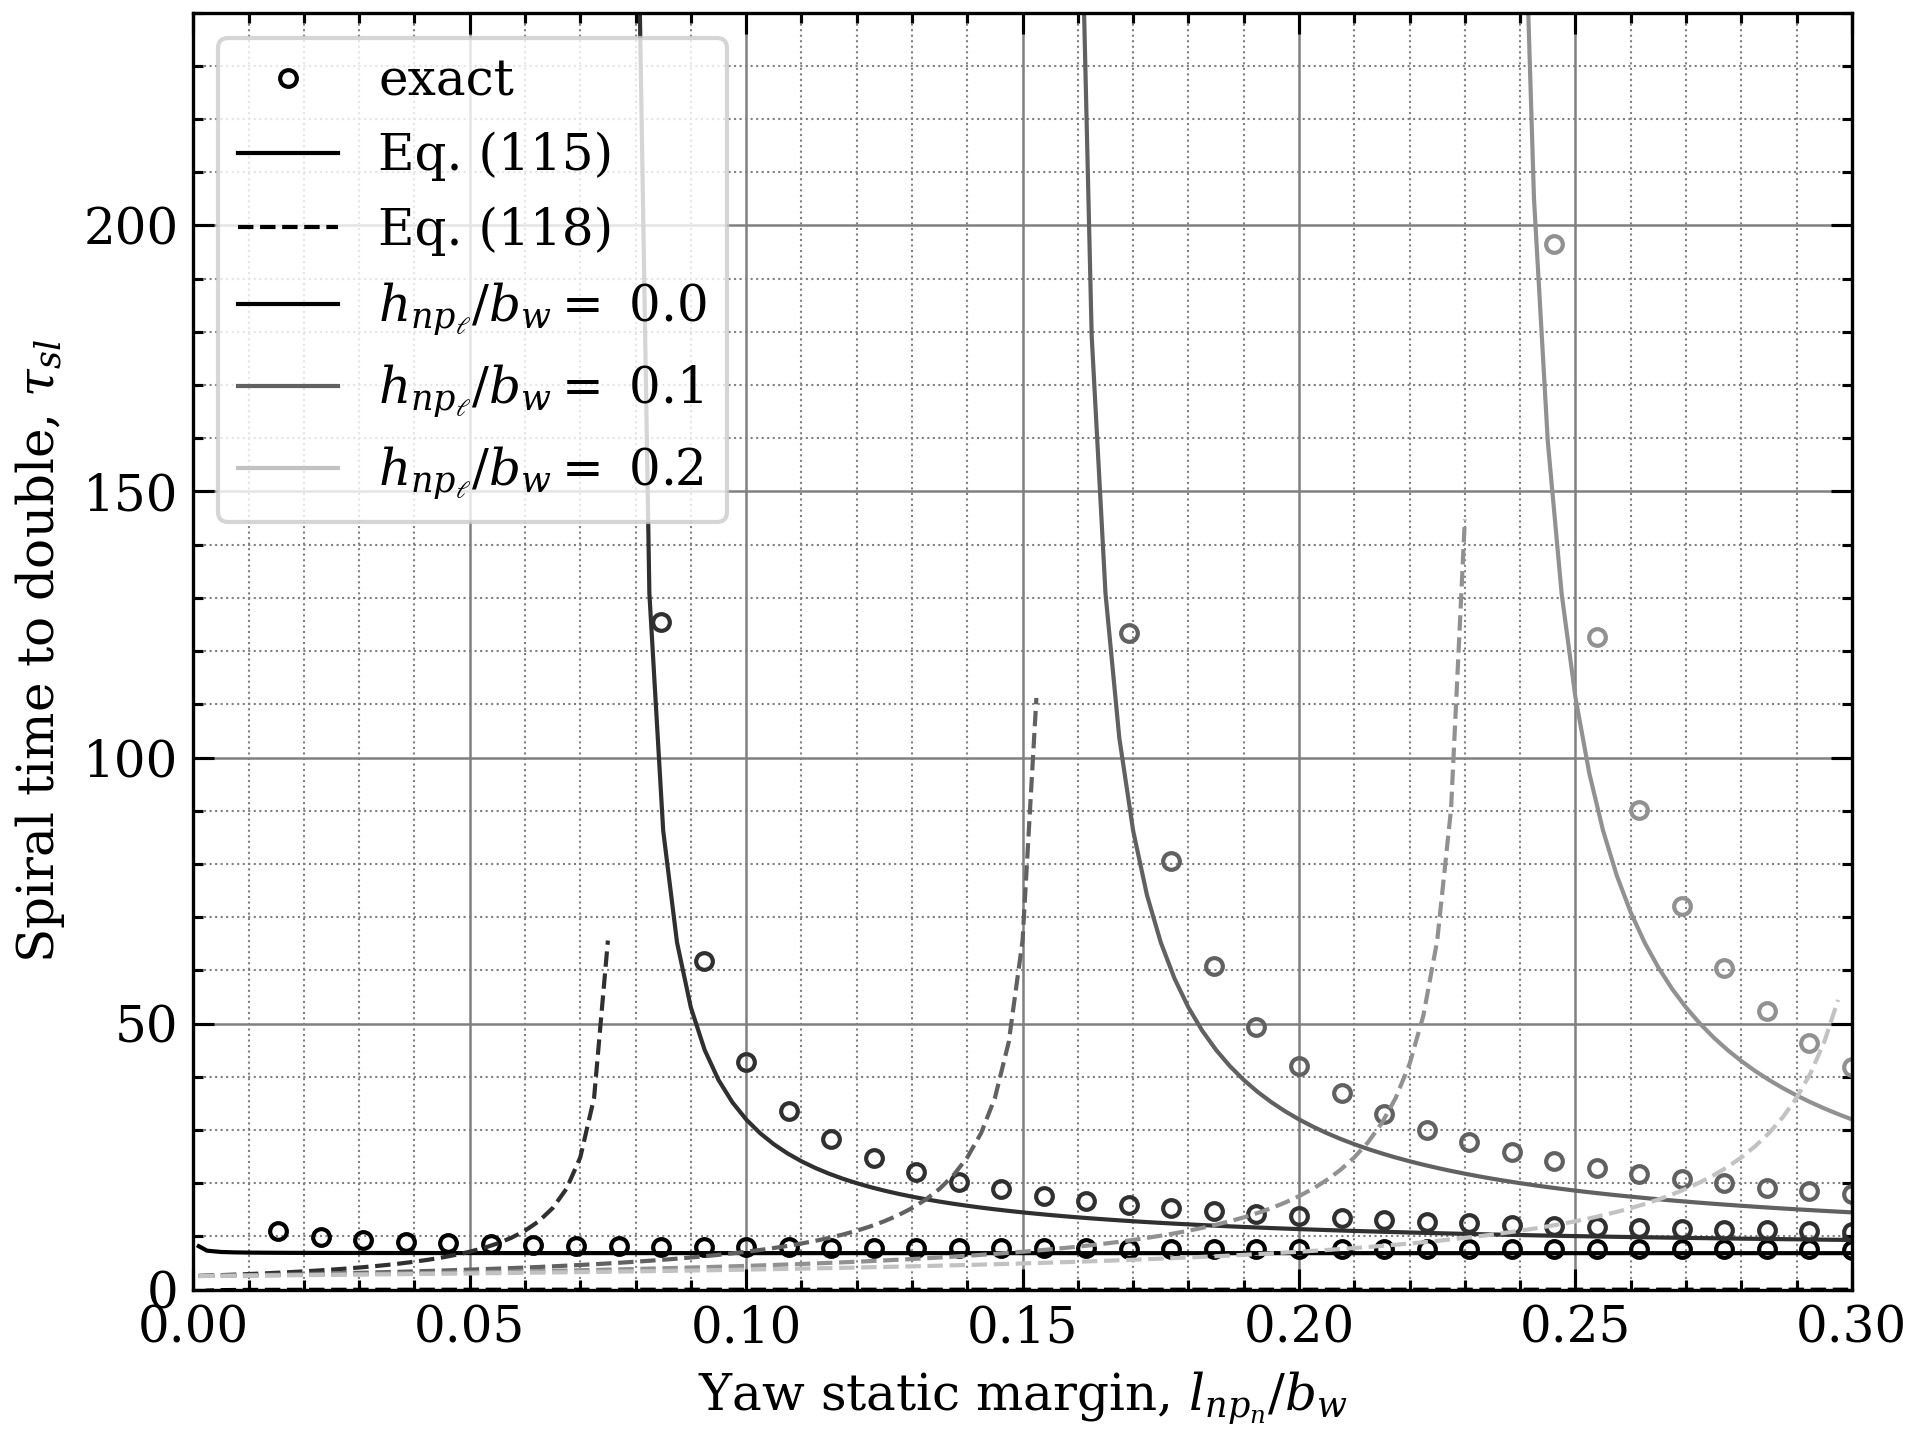 exact
Eq. (115)
Eq. (118)
h_{np_ℓ}/b_w = 0.0
h_{np_ℓ}/b_w = 0.1
h_{np_ℓ}/b_w = 0.2
Spiral time to double, τ_{sl}
200
150
100
50
0
0.00 0.05 0.10 0.15 0.20 0.25 0.30
Yaw static margin, l_{np_n}/b_w